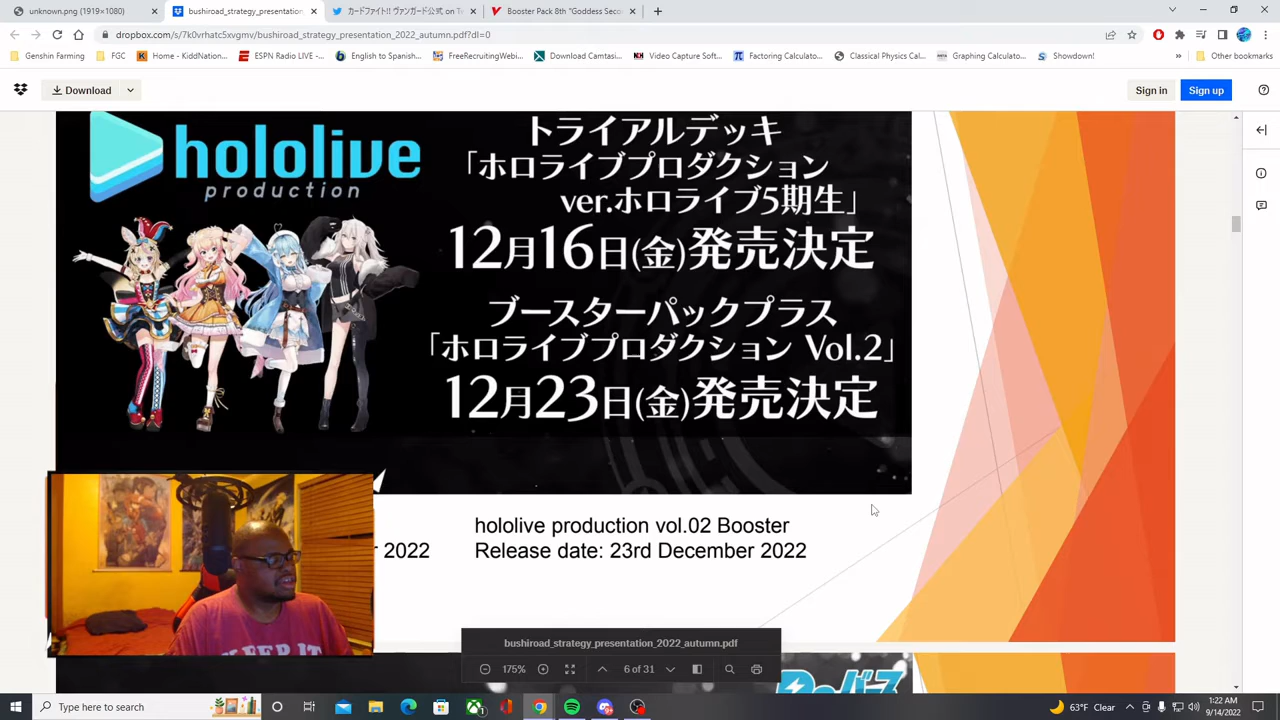 unknown.png (1919×1080)
bushiroad_strategy_presentation_
カードファイト!! ヴァンガード公式 on Tw
Booster Pack 8th "Goddess Seco
dropbox.com/s/7k0vrhatc5xvgmv/bushiroad_strategy_presentation_2022_autumn.pdf?dl=0
Genshin Farming
FGC
Home - KiddNation...
ESPN Radio LIVE -...
English to Spanish...
FreeRecruitingWebi...
Download Camtasi...
Video Capture Soft...
Factoring Calculato...
Classical Physics Cal...
Graphing Calculato...
Showdown!
Other bookmarks
Download
Sign in
Sign up
hololive
production
トライアルデッキ
「ホロライブプロダクション
ver.ホロライブ5期生」
12月16日(金)発売決定
ブースターパックプラス
「ホロライブプロダクション Vol.2」
12月23日(金)発売決定
hololive production vol.02 Booster
2022
Release date: 23rd December 2022
KEEP IT
bushiroad_strategy_presentation_2022_autumn.pdf
175%
6 of 31
Type here to search
63°F Clear
1:22 AM
9/14/2022